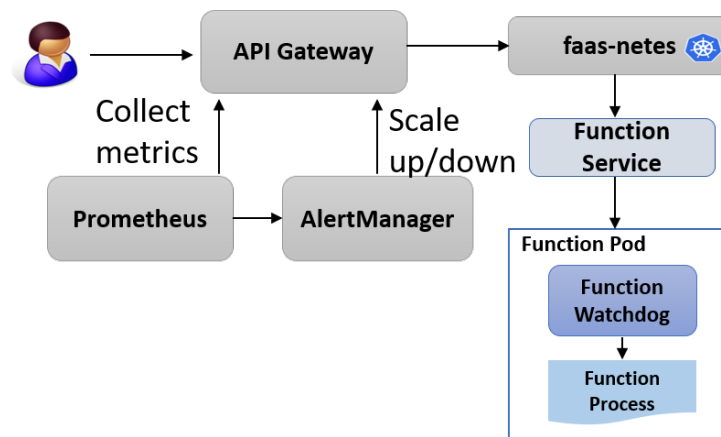 API Gateway
faas-netes
Collect
metrics
Scale
up/down
Function
Service
Prometheus
AlertManager
Function Pod
Function
Watchdog
Function
Process